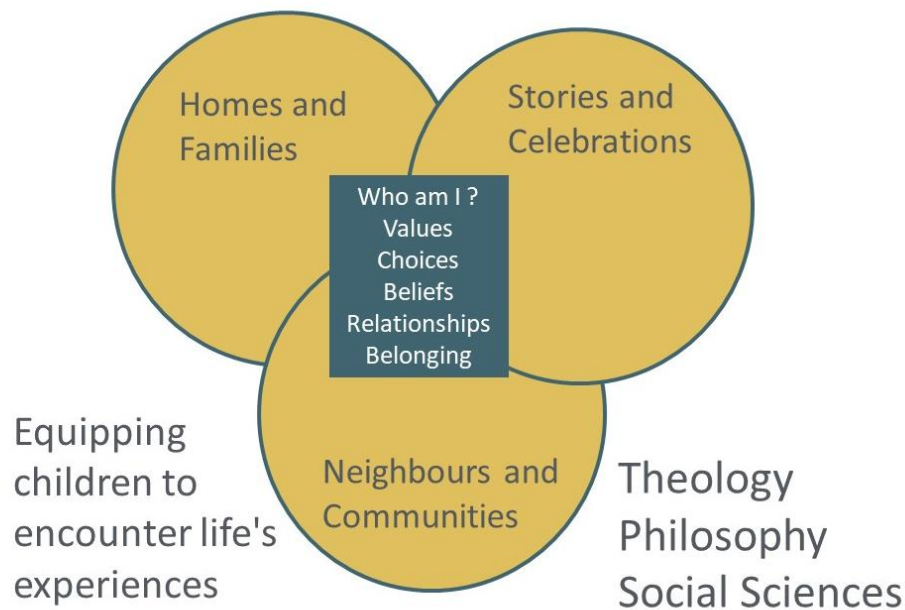 Homes and
Families
Stories and
Celebrations
Who am I ?
Values
Choices
Beliefs
Relationships
Belonging
Neighbours and
Communities
Equipping
children to
encounter life's
experiences
Theology
Philosophy
Social Sciences